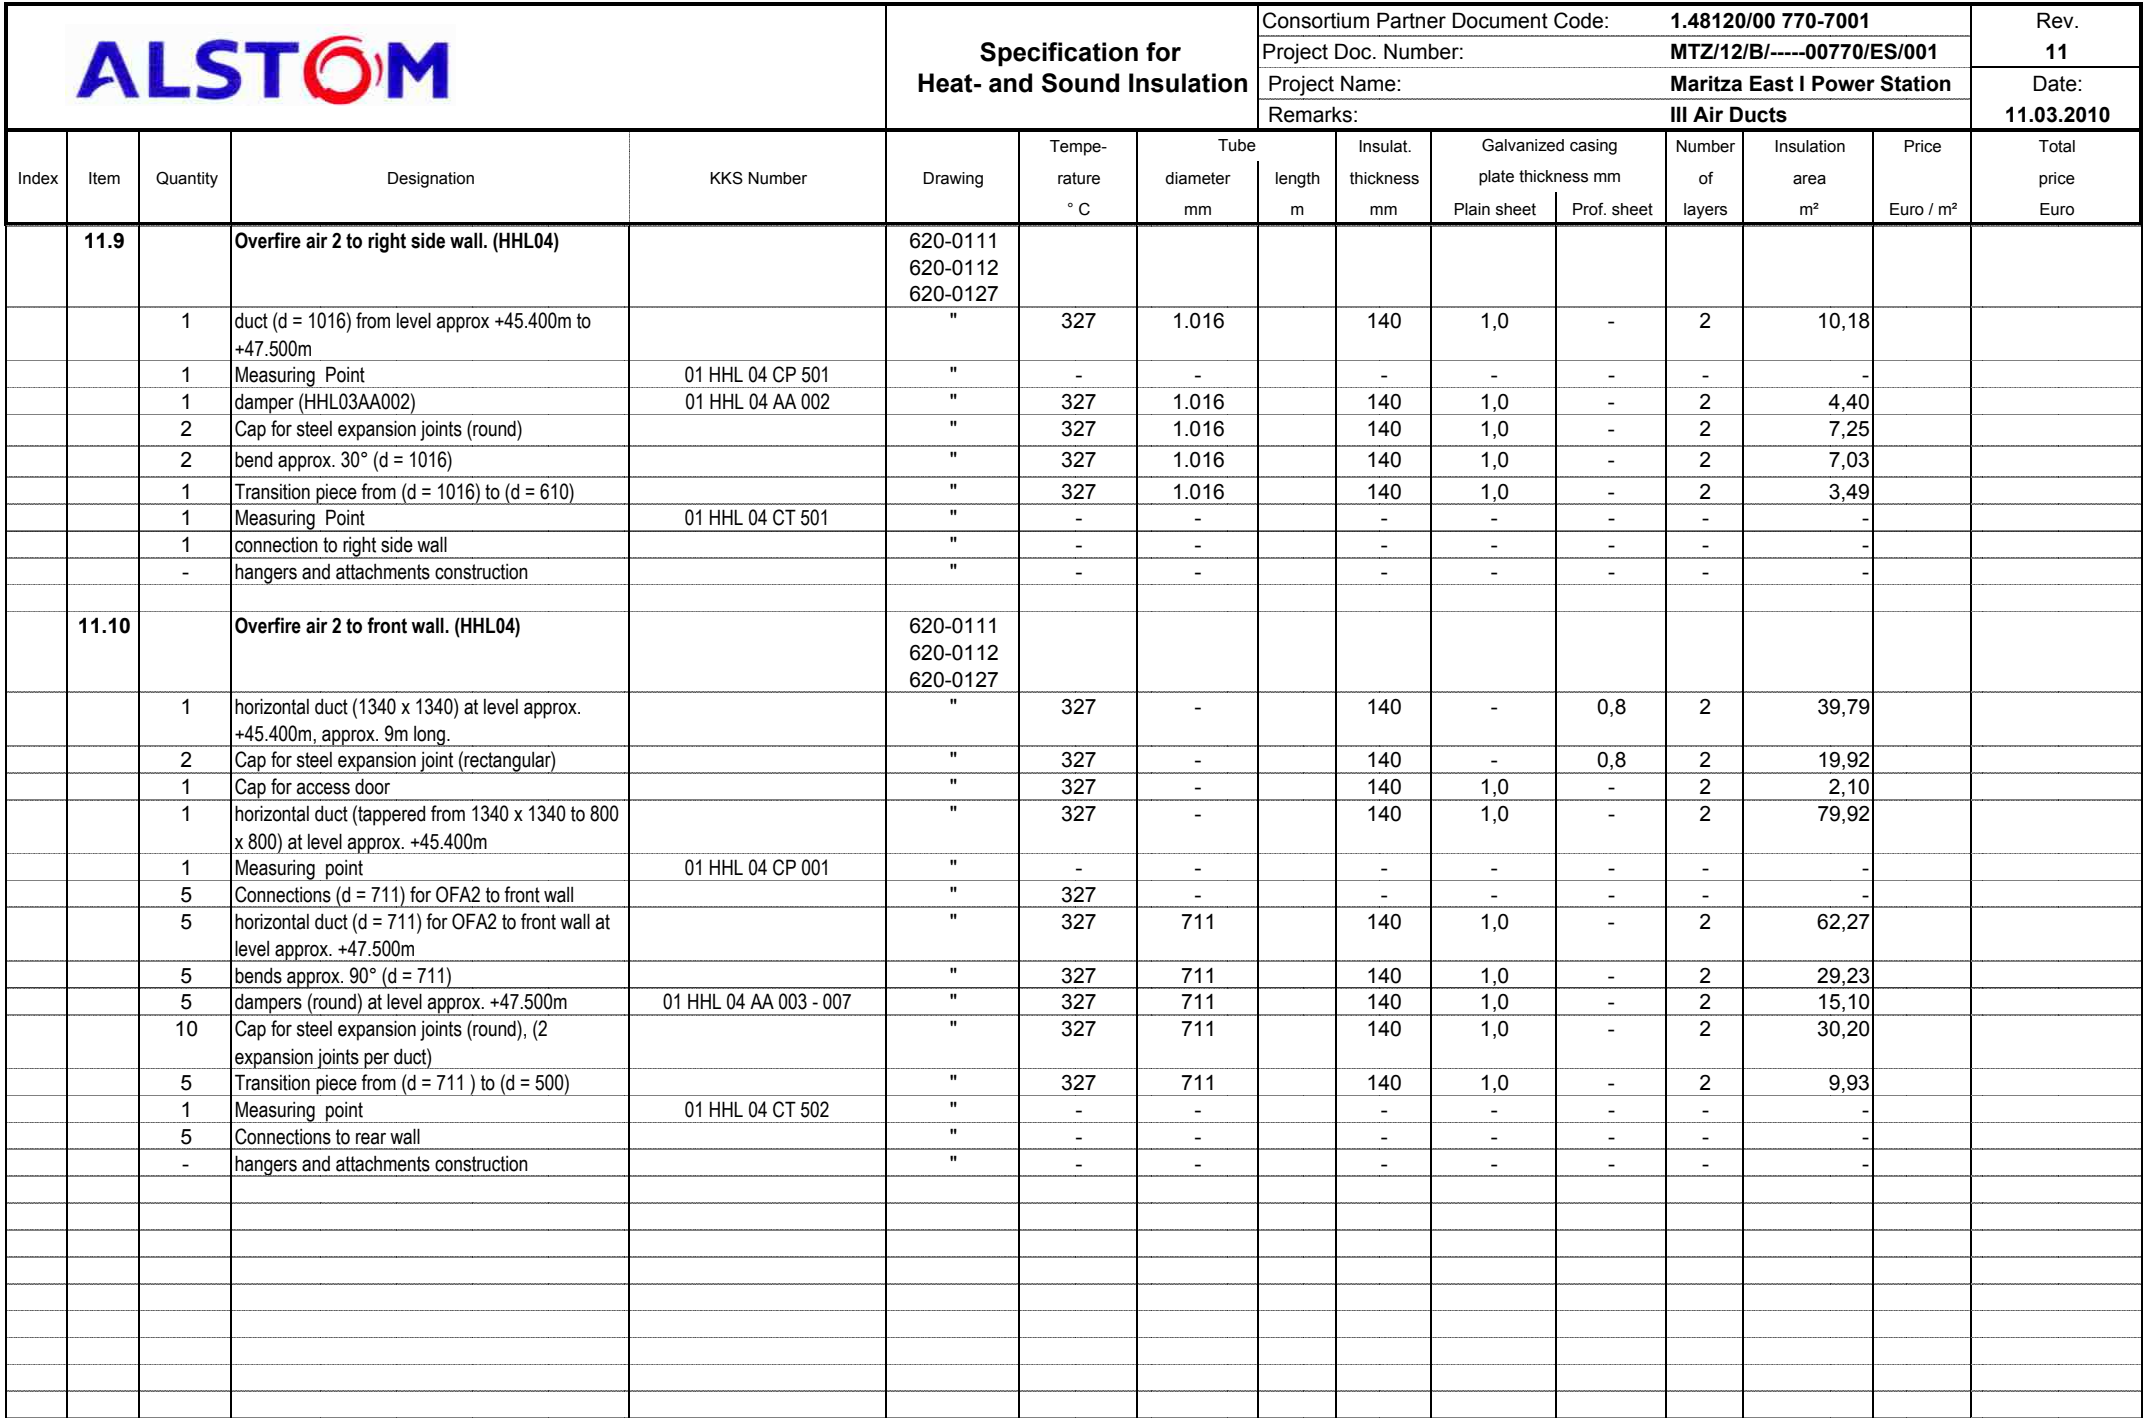 ALSTOM
Specification for
Heat- and Sound Insulation
Consortium Partner Document Code: 1.48120/00 770-7001
Project Doc. Number: MTZ/12/B/-----00770/ES/001
Project Name: Maritza East I Power Station
Remarks: III Air Ducts
Rev.
11
Date:
11.03.2010
Index Item Quantity Designation KKS Number Drawing
Tempe-
rature
° C
Tube
diameter length
mm m
Insulat.
thickness
mm
Galvanized casing
plate thickness mm
Plain sheet Prof. sheet
Number
of
layers
Insulation
area
m²
Price
Euro / m²
Total
price
Euro
11.9 Overfire air 2 to right side wall. (HHL04) 620-0111
620-0112
620-0127
1 duct (d = 1016) from level approx +45.400m to " 327 1.016 140 1,0 - 2 10,18
+47.500m
1 Measuring Point 01 HHL 04 CP 501 " - - - - - - -
1 damper (HHL03AA002) 01 HHL 04 AA 002 " 327 1.016 140 1,0 - 2 4,40
2 Cap for steel expansion joints (round) " 327 1.016 140 1,0 - 2 7,25
2 bend approx. 30° (d = 1016) " 327 1.016 140 1,0 - 2 7,03
1 Transition piece from (d = 1016) to (d = 610) " 327 1.016 140 1,0 - 2 3,49
1 Measuring Point 01 HHL 04 CT 501 " - - - - - - -
1 connection to right side wall " - - - - - - -
- hangers and attachments construction " - - - - - - -
11.10 Overfire air 2 to front wall. (HHL04) 620-0111
620-0112
620-0127
1 horizontal duct (1340 x 1340) at level approx. " 327 - 140 - 0,8 2 39,79
+45.400m, approx. 9m long.
2 Cap for steel expansion joint (rectangular) " 327 - 140 - 0,8 2 19,92
1 Cap for access door " 327 - 140 1,0 - 2 2,10
1 horizontal duct (tappered from 1340 x 1340 to 800 " 327 - 140 1,0 - 2 79,92
x 800) at level approx. +45.400m
1 Measuring point 01 HHL 04 CP 001 " - - - - - - -
5 Connections (d = 711) for OFA2 to front wall " 327 - - - - - -
5 horizontal duct (d = 711) for OFA2 to front wall at " 327 711 140 1,0 - 2 62,27
level approx. +47.500m
5 bends approx. 90° (d = 711) " 327 711 140 1,0 - 2 29,23
5 dampers (round) at level approx. +47.500m 01 HHL 04 AA 003 - 007 " 327 711 140 1,0 - 2 15,10
10 Cap for steel expansion joints (round), (2 " 327 711 140 1,0 - 2 30,20
expansion joints per duct)
5 Transition piece from (d = 711 ) to (d = 500) " 327 711 140 1,0 - 2 9,93
1 Measuring point 01 HHL 04 CT 502 " - - - - - - -
5 Connections to rear wall " - - - - - - -
- hangers and attachments construction " - - - - - - -